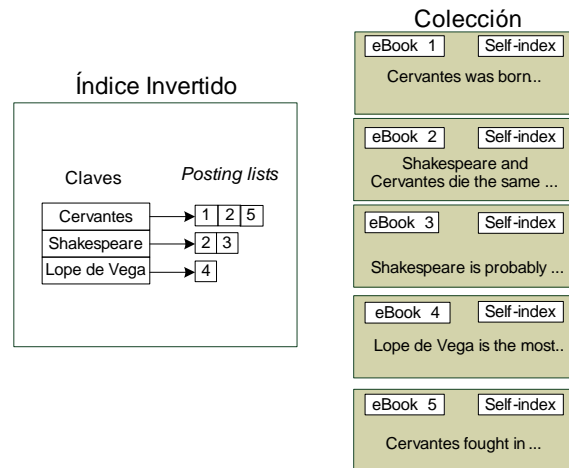 Índice Invertido
Claves
Posting lists
Cervantes 1 2 5
Shakespeare 2 3
Lope de Vega 4
Colección
eBook 1 Self-index
Cervantes was born...
eBook 2 Self-index
Shakespeare and
Cervantes die the same ...
eBook 3 Self-index
Shakespeare is probably ...
eBook 4 Self-index
Lope de Vega is the most..
eBook 5 Self-index
Cervantes fought in ...